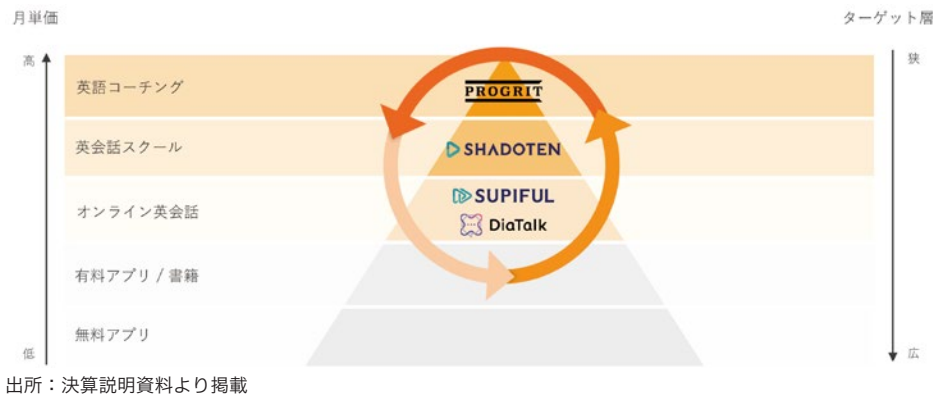 月単価
ターゲット層
高
狭
英語コーチング
PROGRIT
英会話スクール
SHADOTEN
SUPIFUL
オンライン英会話
DiaTalk
有料アプリ / 書籍
無料アプリ
低
広
出所：決算説明資料より掲載